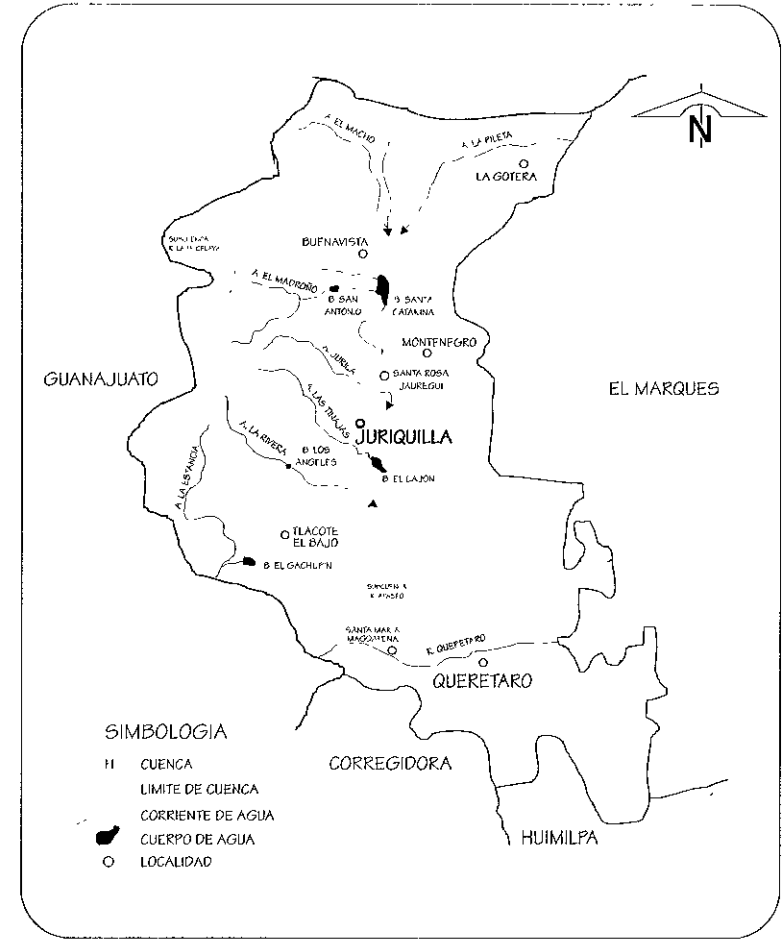 N
A. EL MACHO
A. LA PILETA
LA GOTERA
BUENAVISTA
A. EL MADROÑO
B. SAN
ANTONIO
B. SANTA
CATARINA
MONTENEGRO
A. JURICA
SANTA ROSA
JAUREGUI
GUANAJUATO
EL MARQUES
A. LAS TINAJAS
JURIQUILLA
A. LA RIVERA
B. LOS
ANGELES
B. EL CAJON
A. LA ESTANCIA
TLACOTE
EL BAJO
B. EL GACHUPIN
SUBCUENCA
SANTA MARIA
MAGDALENA
R. QUERETARO
QUERETARO
SIMBOLOGIA
H CUENCA
LIMITE DE CUENCA
CORRIENTE DE AGUA
CUERPO DE AGUA
LOCALIDAD
CORREGIDORA
HUIMILPA